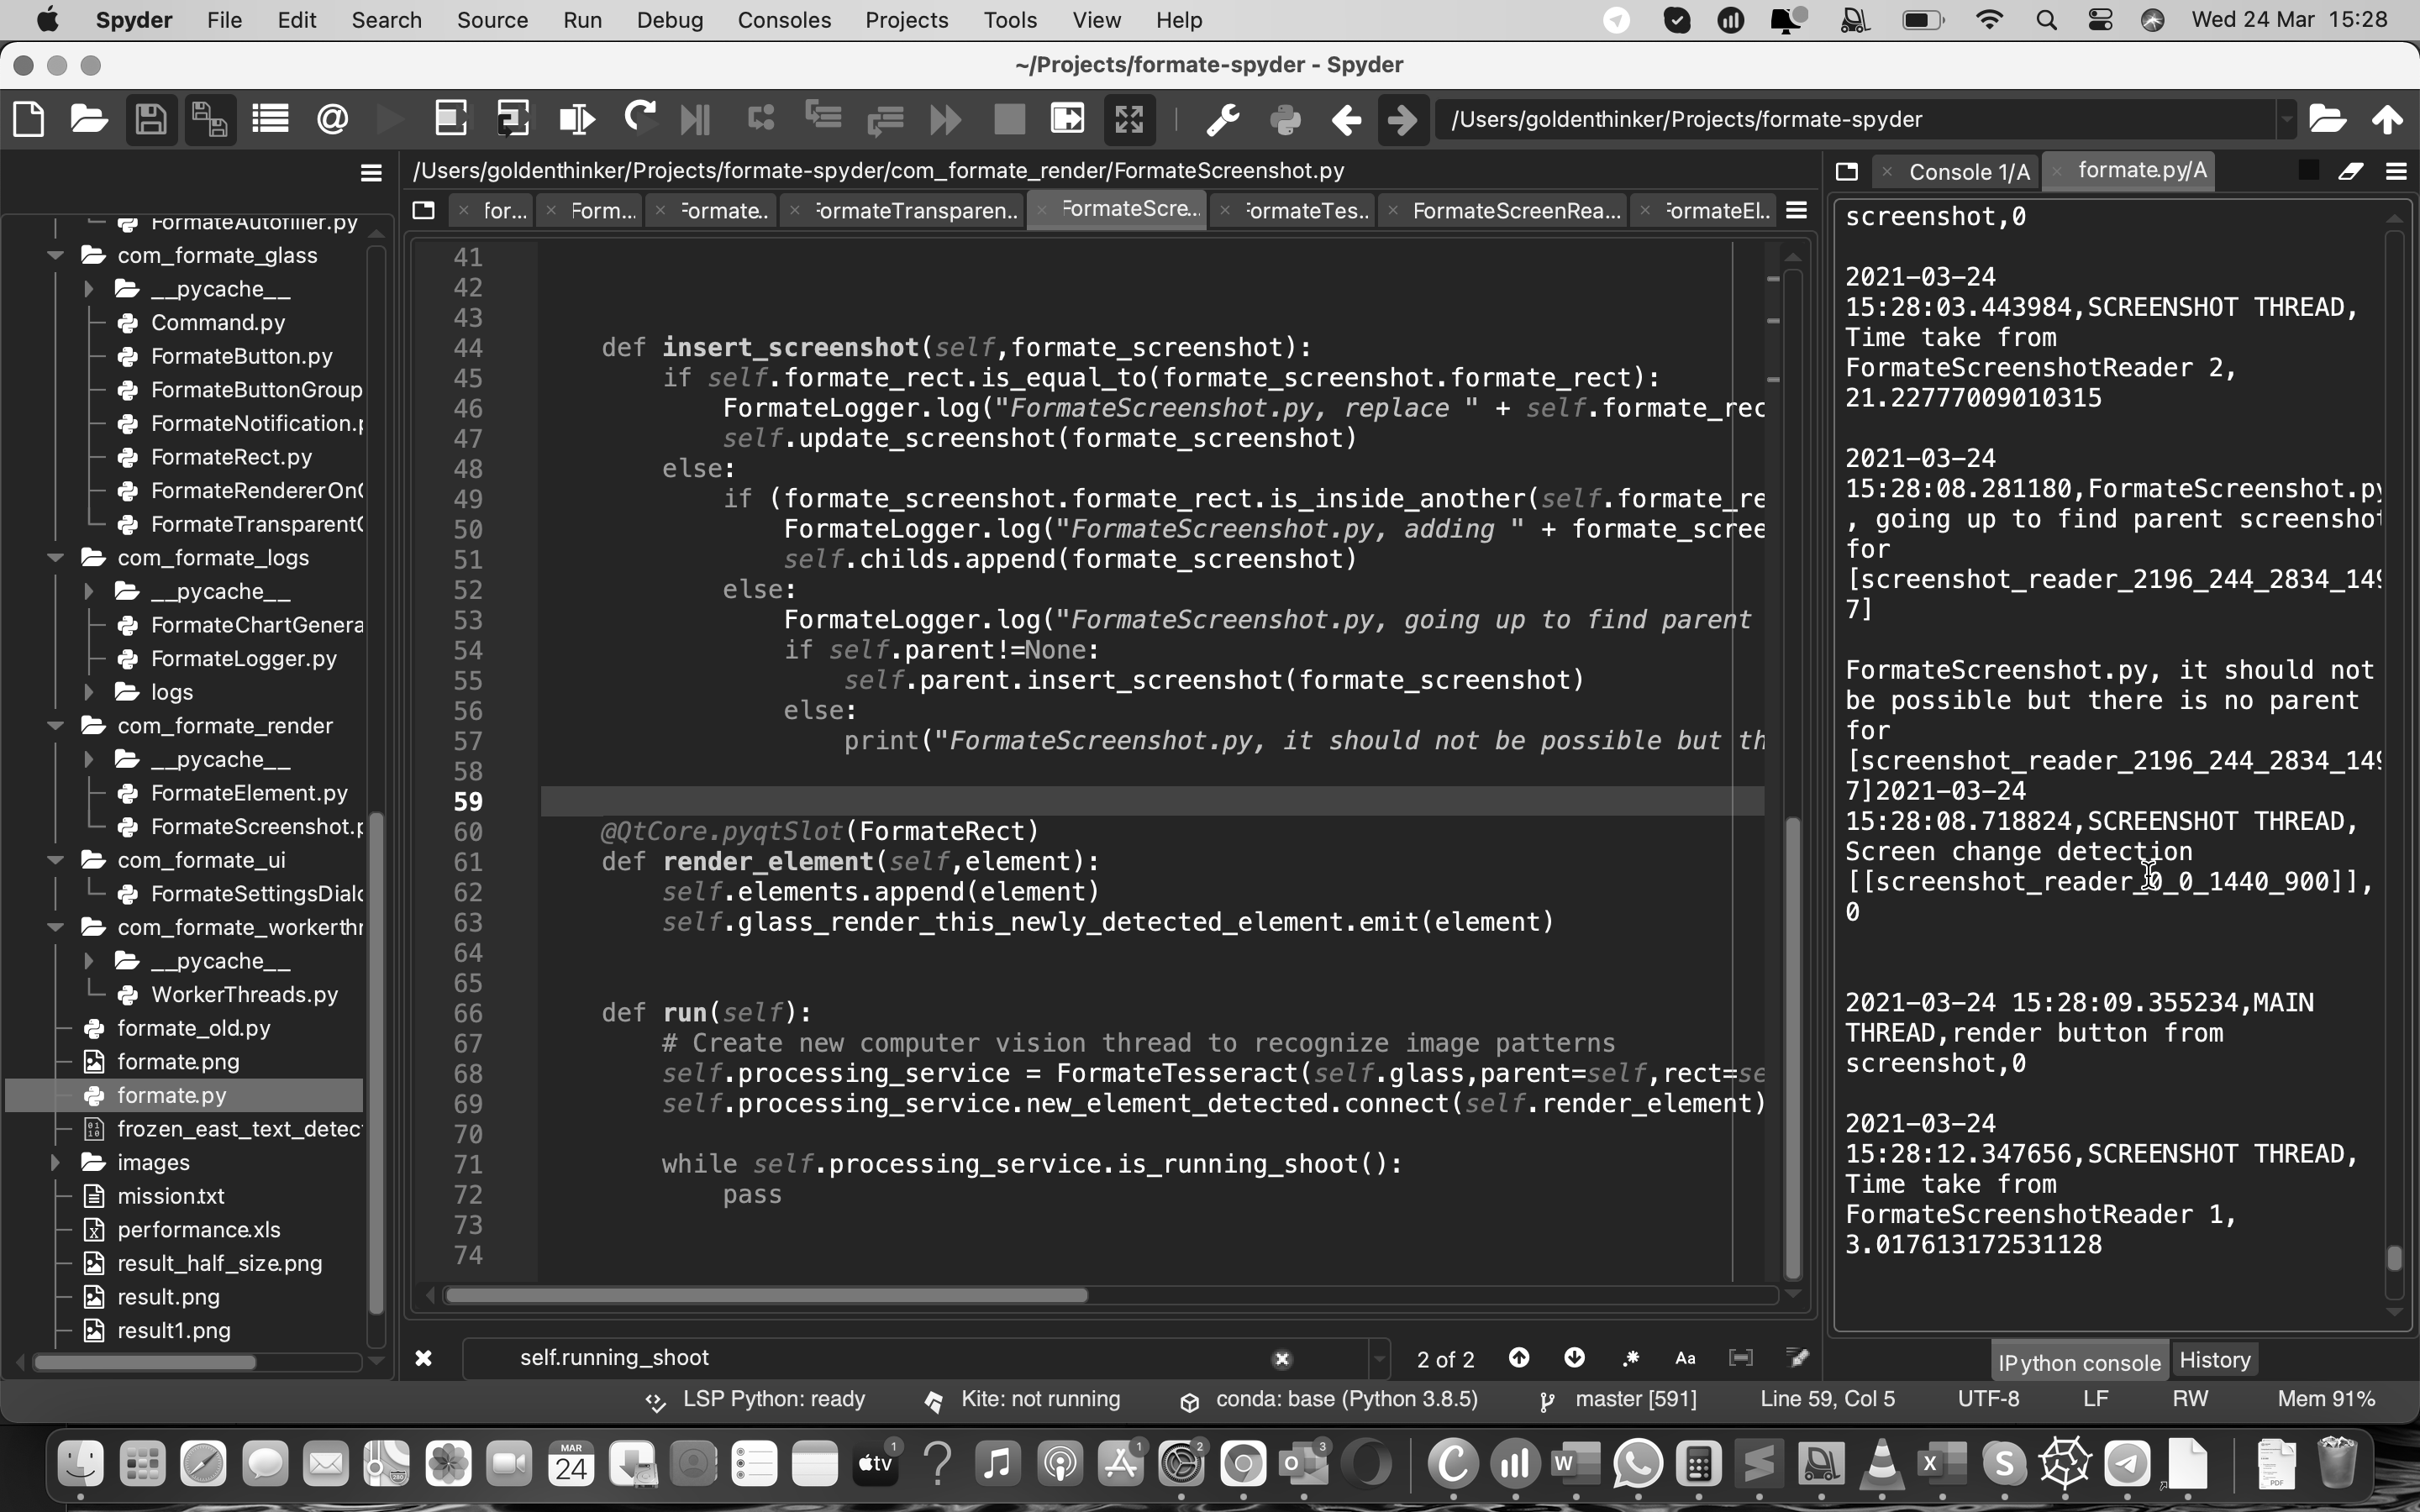 Spyder File Edit Search Source Run Debug Consoles Projects Tools View Help Wed 24 Mar 15:28
~/Projects/formate-spyder - Spyder
/Users/goldenthinker/Projects/formate-spyder
/Users/goldenthinker/Projects/formate-spyder/com_formate_render/FormateScreenshot.py
for... Form... Formate.. FormateTransparen.. FormateScre... FormateTes.. FormateScreenRea... FormateEl..
Console 1/A formate.py/A
FormateAutofiller.py
com_formate_glass
__pycache__
Command.py
FormateButton.py
FormateButtonGroup
FormateNotification.p
FormateRect.py
FormateRendererOnG
FormateTransparentG
com_formate_logs
__pycache__
FormateChartGenera
FormateLogger.py
logs
com_formate_render
__pycache__
FormateElement.py
FormateScreenshot.p
com_formate_ui
FormateSettingsDialo
com_formate_workerthr
__pycache__
WorkerThreads.py
formate_old.py
formate.png
formate.py
frozen_east_text_detec
images
mission.txt
performance.xls
result_half_size.png
result.png
result1.png
41
42
43
44 def insert_screenshot(self,formate_screenshot):
45 if self.formate_rect.is_equal_to(formate_screenshot.formate_rect):
46 FormateLogger.log("FormateScreenshot.py, replace " + self.formate_rec
47 self.update_screenshot(formate_screenshot)
48 else:
49 if (formate_screenshot.formate_rect.is_inside_another(self.formate_re
50 FormateLogger.log("FormateScreenshot.py, adding " + formate_scree
51 self.childs.append(formate_screenshot)
52 else:
53 FormateLogger.log("FormateScreenshot.py, going up to find parent
54 if self.parent!=None:
55 self.parent.insert_screenshot(formate_screenshot)
56 else:
57 print("FormateScreenshot.py, it should not be possible but th
58
59
60 @QtCore.pyqtSlot(FormateRect)
61 def render_element(self,element):
62 self.elements.append(element)
63 self.glass_render_this_newly_detected_element.emit(element)
64
65
66 def run(self):
67 # Create new computer vision thread to recognize image patterns
68 self.processing_service = FormateTesseract(self.glass,parent=self,rect=se
69 self.processing_service.new_element_detected.connect(self.render_element)
70
71 while self.processing_service.is_running_shoot():
72 pass
73
74
screenshot,0
2021-03-24
15:28:03.443984,SCREENSHOT THREAD,
Time take from
FormateScreenshotReader 2,
21.22777009010315
2021-03-24
15:28:08.281180,FormateScreenshot.py
, going up to find parent screenshot
for
[screenshot_reader_2196_244_2834_149
7]
FormateScreenshot.py, it should not
be possible but there is no parent
for
[screenshot_reader_2196_244_2834_149
7]2021-03-24
15:28:08.718824,SCREENSHOT THREAD,
Screen change detection
[[screenshot_reader_0_0_1440_900]],
0
2021-03-24 15:28:09.355234,MAIN
THREAD,render button from
screenshot,0
2021-03-24
15:28:12.347656,SCREENSHOT THREAD,
Time take from
FormateScreenshotReader 1,
3.017613172531128
self.running_shoot 2 of 2 .* Aa
IPython console History
LSP Python: ready Kite: not running conda: base (Python 3.8.5) master [591] Line 59, Col 5 UTF-8 LF RW Mem 91%
MAR
24
tv
1
1
2
3
PDF